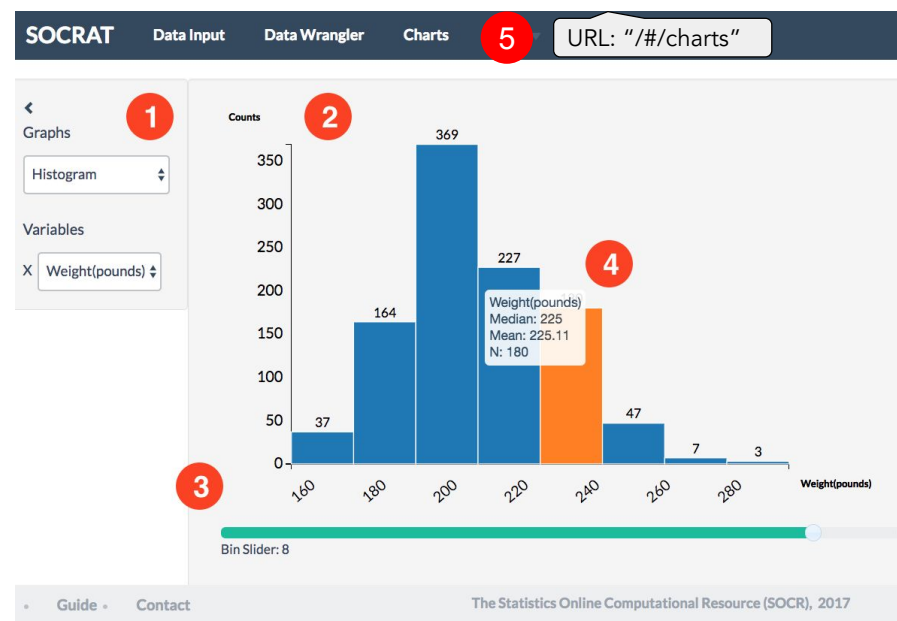 SOCRAT Data Input Data Wrangler Charts 5 URL: “/#/charts”
1
Graphs
Histogram
Variables
X Weight(pounds)
Counts 2
369
350
300
250
227 4
200
Weight(pounds)
Median: 225
Mean: 225.11
N: 180
164
150
100
50
37 47
7 3
0
3
160 180 200 220 240 260 280 Weight(pounds)
Bin Slider: 8
Guide Contact The Statistics Online Computational Resource (SOCR), 2017